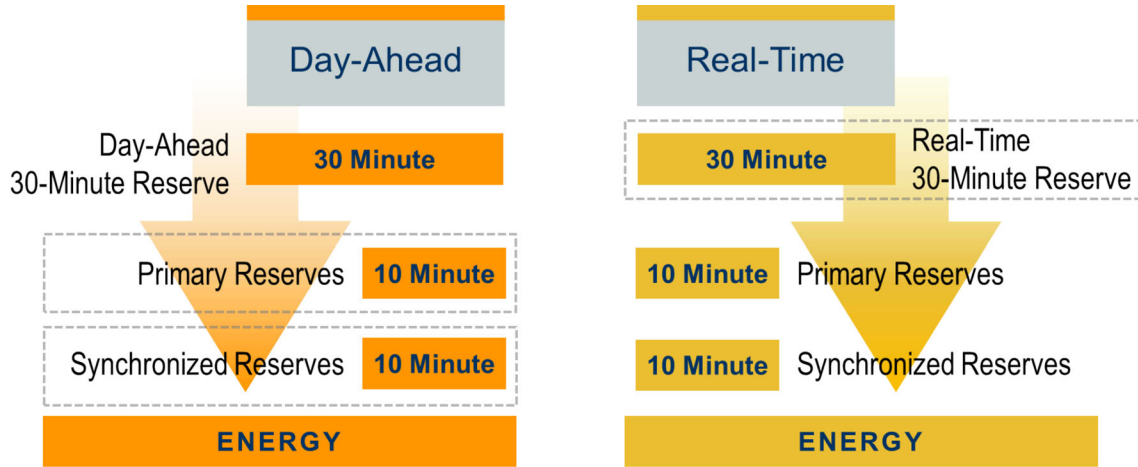 Day-Ahead
Day-Ahead
30-Minute Reserve
30 Minute
Primary Reserves
10 Minute
Synchronized Reserves
10 Minute
ENERGY
Real-Time
30 Minute
Real-Time
30-Minute Reserve
10 Minute
Primary Reserves
10 Minute
Synchronized Reserves
ENERGY